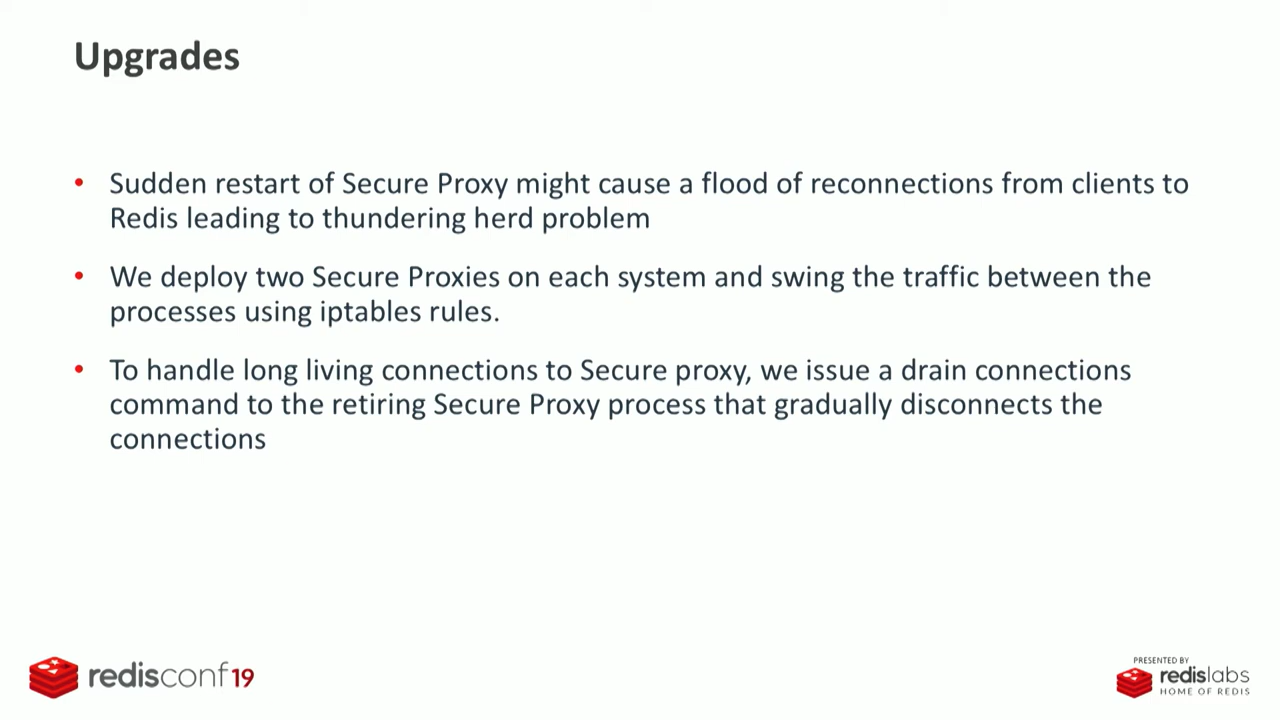 Upgrades
• Sudden restart of Secure Proxy might cause a flood of reconnections from clients to
Redis leading to thundering herd problem
• We deploy two Secure Proxies on each system and swing the traffic between the
processes using iptables rules.
• To handle long living connections to Secure proxy, we issue a drain connections
command to the retiring Secure Proxy process that gradually disconnects the
connections
redisconf19
PRESENTED BY
redislabs
HOME OF REDIS